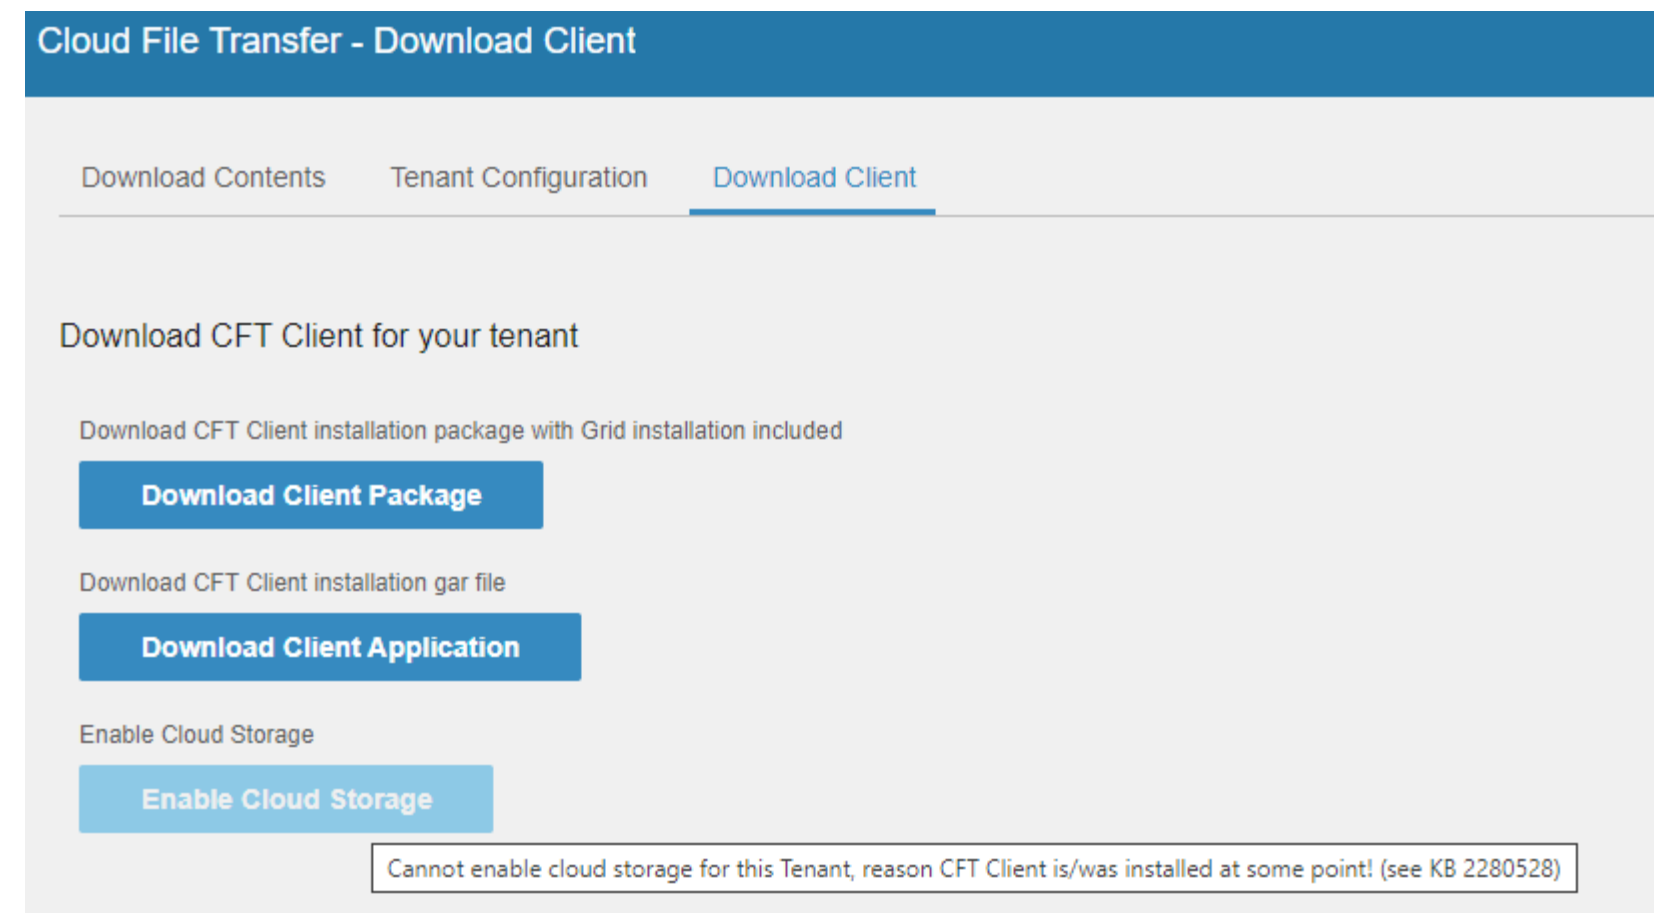 Cloud File Transfer - Download Client
Download Contents Tenant Configuration Download Client
Download CFT Client for your tenant
Download CFT Client installation package with Grid installation included
Download Client Package
Download CFT Client installation gar file
Download Client Application
Enable Cloud Storage
Enable Cloud Storage
Cannot enable cloud storage for this Tenant, reason CFT Client is/was installed at some point! (see KB 2280528)